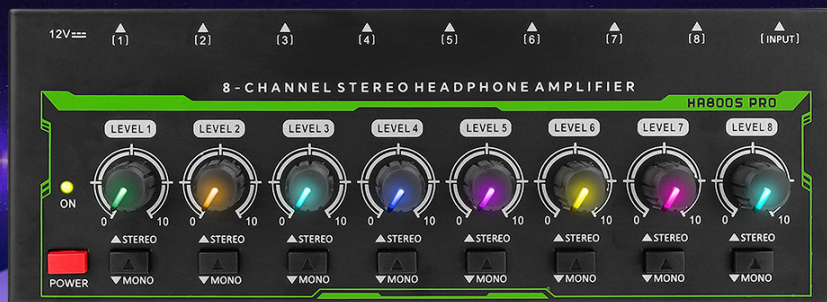 12V⎓ ▲ [1] ▲ [2] ▲ [3] ▲ [4] ▲ [5] ▲ [6] ▲ [7] ▲ [8] ▲ [INPUT]
8-CHANNEL STEREO HEADPHONE AMPLIFIER
HA800S PRO
LEVEL 1 LEVEL 2 LEVEL 3 LEVEL 4 LEVEL 5 LEVEL 6 LEVEL 7 LEVEL 8
ON
0 10 0 10 0 10 0 10 0 10 0 10 0 10 0 10
▲STEREO ▲STEREO ▲STEREO ▲STEREO ▲STEREO ▲STEREO ▲STEREO ▲STEREO
POWER ▼MONO ▼MONO ▼MONO ▼MONO ▼MONO ▼MONO ▼MONO ▼MONO